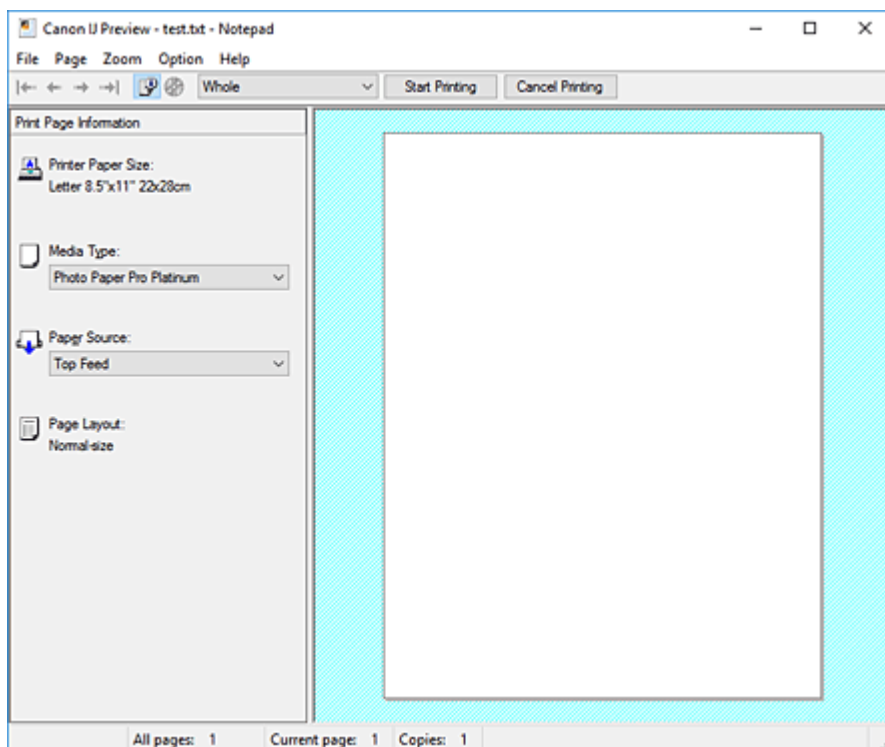 Canon IJ Preview - test.txt - Notepad
File Page Zoom Option Help
Whole Start Printing Cancel Printing
Print Page Information
Printer Paper Size:
Letter 8.5"x11" 22x28cm
Media Type:
Photo Paper Pro Platinum
Paper Source:
Top Feed
Page Layout:
Normal-size
All pages: 1 Current page: 1 Copies: 1